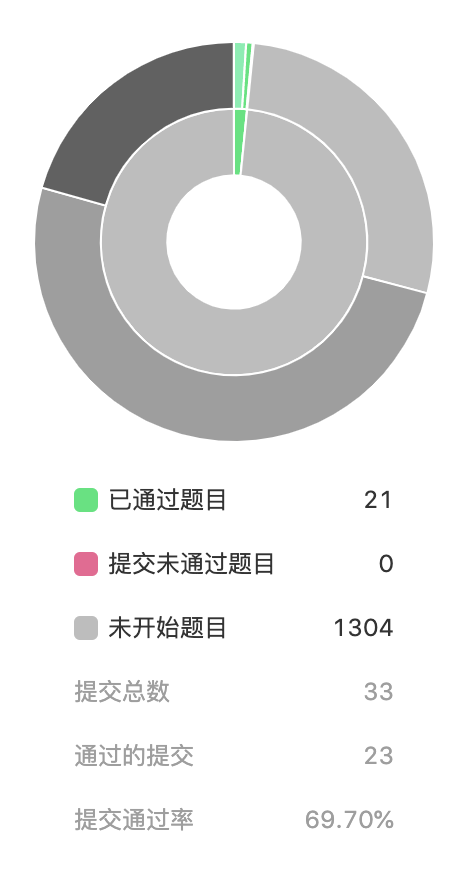 已通过题目 21
提交未通过题目 0
未开始题目 1304
提交总数 33
通过的提交 23
提交通过率 69.70%